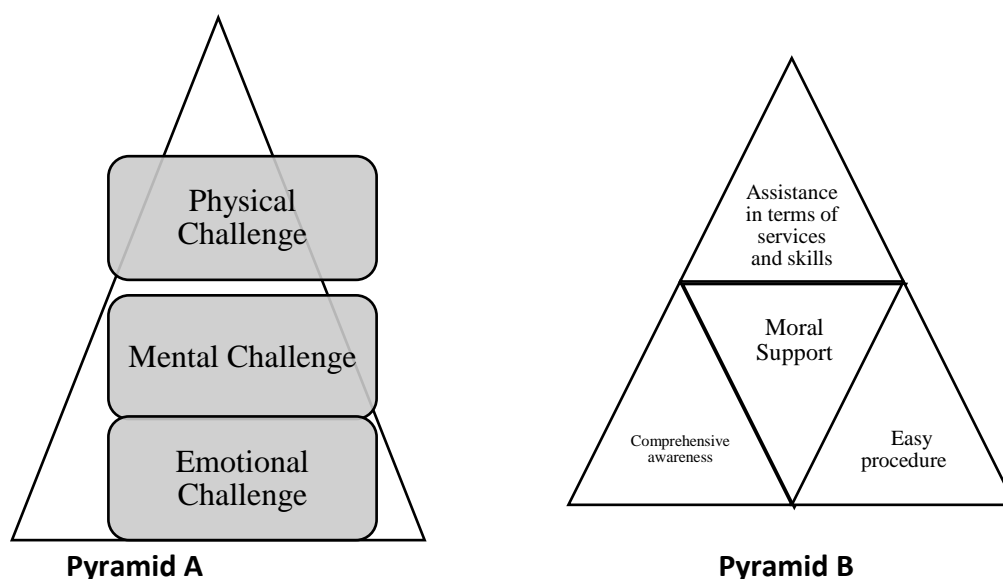 Physical
Challenge
Mental Challenge
Emotional
Challenge
Pyramid A
Assistance
in terms of
services
and skills
Moral
Support
Comprehensive
awareness
Easy
procedure
Pyramid B